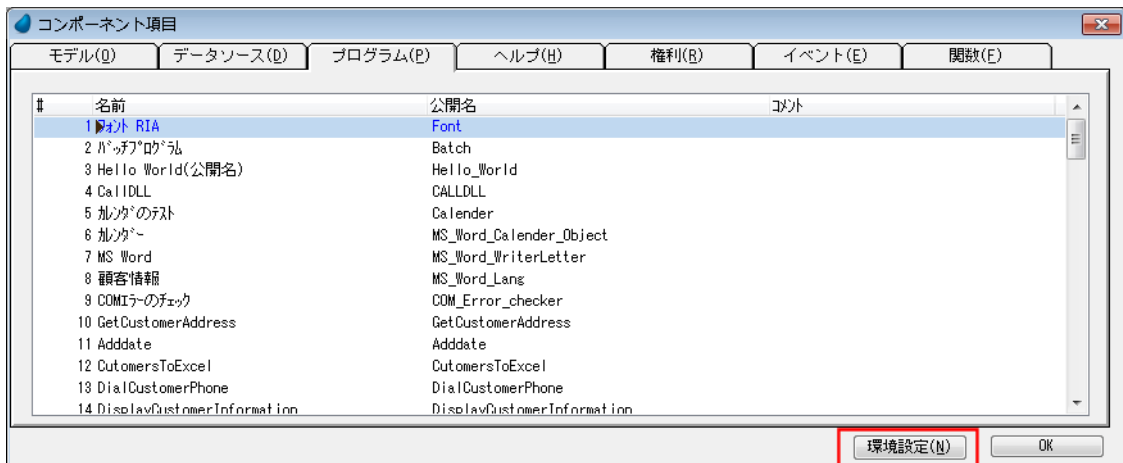 コンポーネント項目
モデル(O) データソース(D) プログラム(P) ヘルプ(H) 権利(R) イベント(E) 関数(F)
# 名前 公開名 ｺﾒﾝﾄ
1 ﾌｫﾝﾄ RIA Font
2 ﾊﾞｯﾁﾌﾟﾛｸﾞﾗﾑ Batch
3 Hello World(公開名) Hello_World
4 CallDLL CALLDLL
5 ｶﾚﾝﾀﾞのﾃｽﾄ Calender
6 ｶﾚﾝﾀﾞｰ MS_Word_Calender_Object
7 MS Word MS_Word_WriterLetter
8 顧客情報 MS_Word_Lang
9 COMｴﾗｰのﾁｪｯｸ COM_Error_checker
10 GetCustomerAddress GetCustomerAddress
11 Adddate Adddate
12 CutomersToExcel CutomersToExcel
13 DialCustomerPhone DialCustomerPhone
14 DisplayCustomerInformation DisplayCustomerInformation
環境設定(N) OK